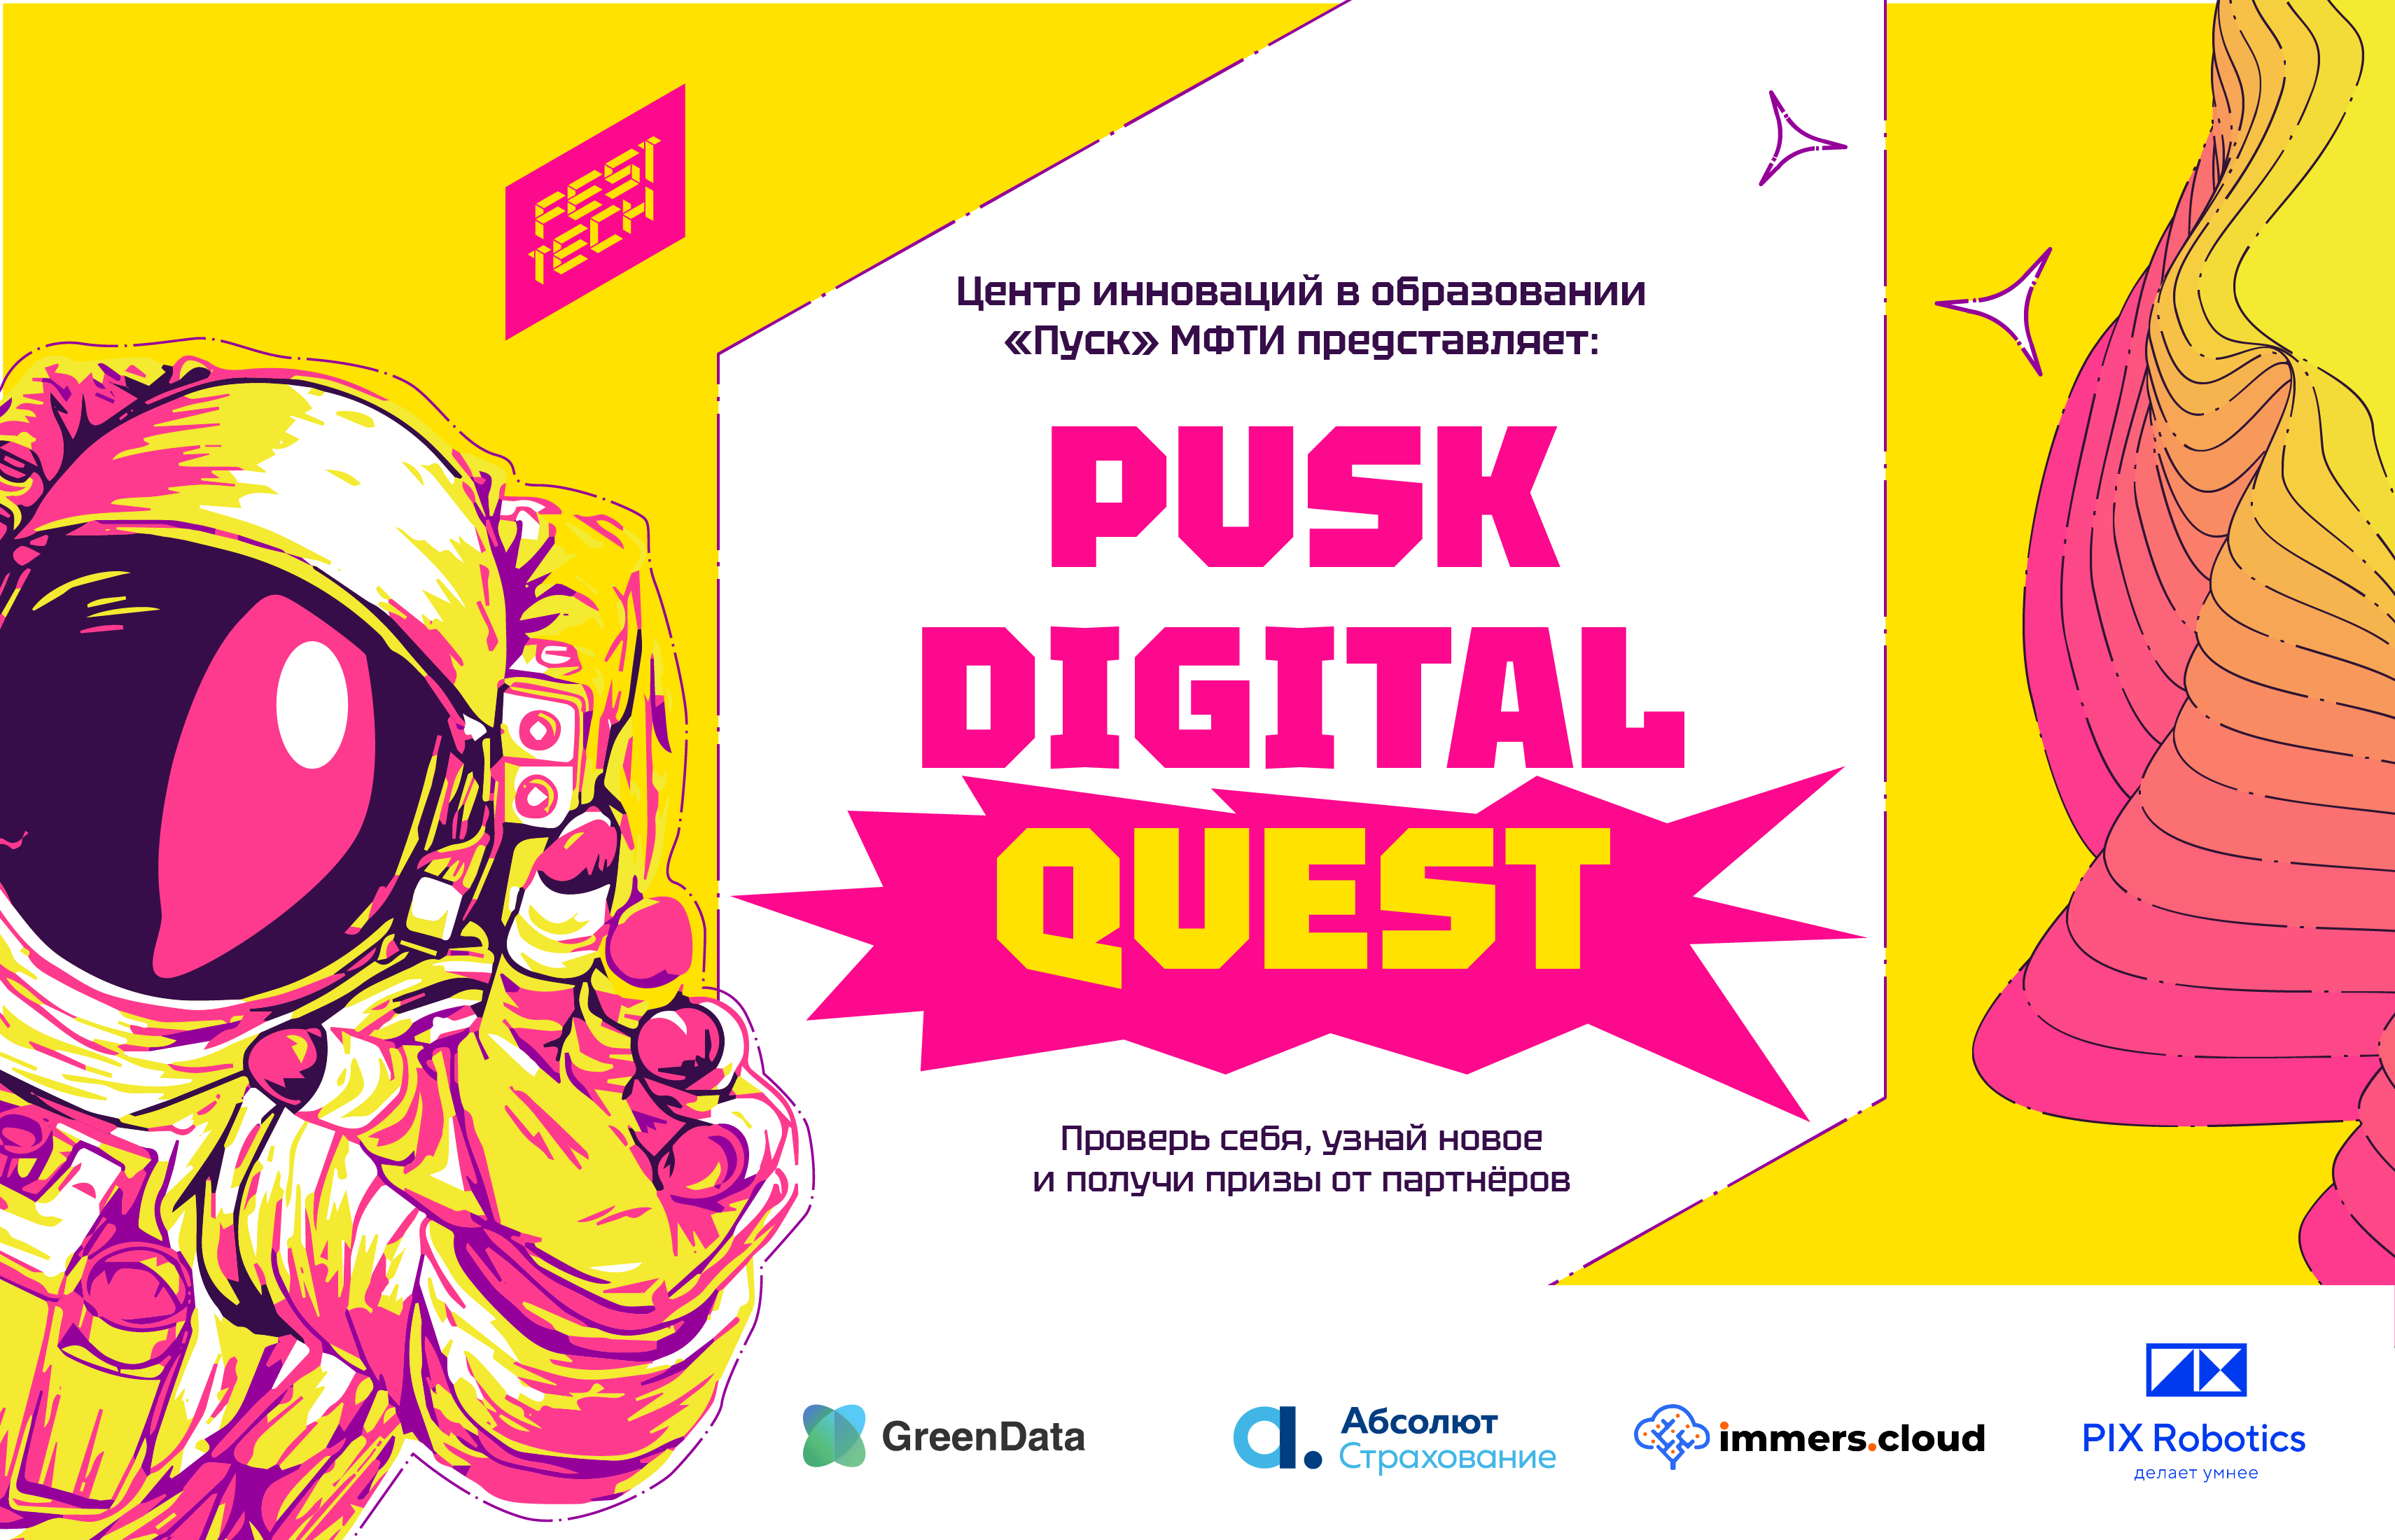 FEST
TECH
Центр инноваций в образовании
«Пуск» МФТИ представляет:
PUSK
DIGITAL
QUEST
Проверь себя, узнай новое
и получи призы от партнёров
GreenData
а. Абсолют
Страхование
immers.cloud
PIX
PIX Robotics
делает умнее